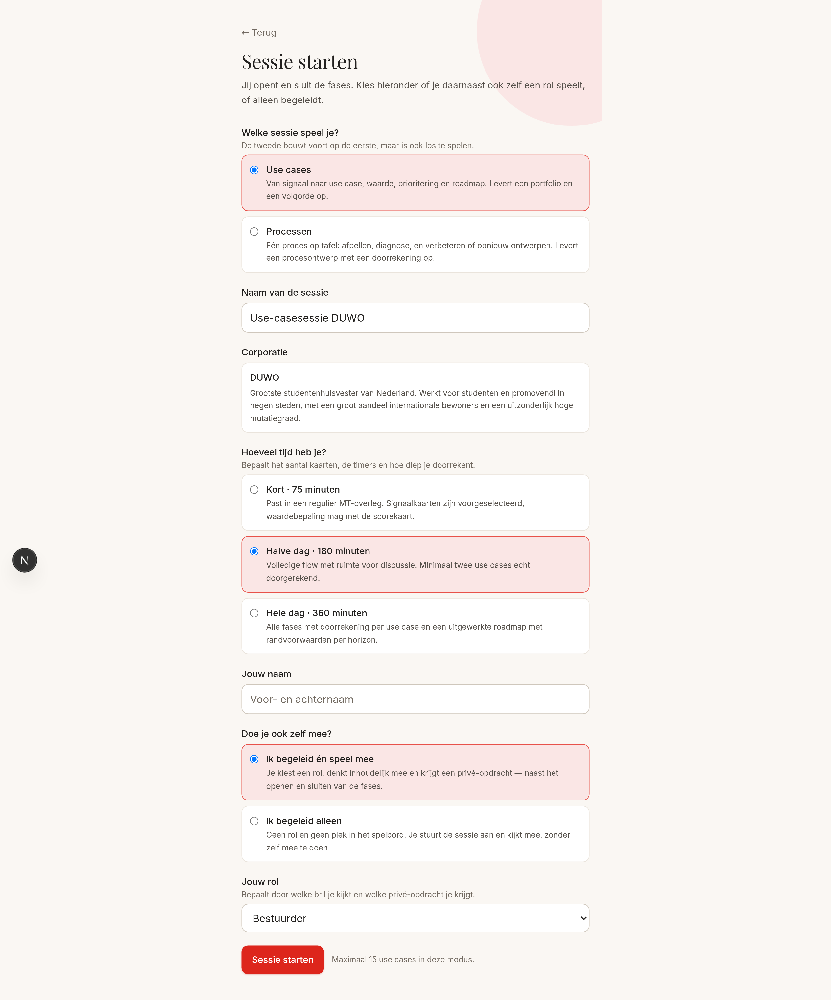 ← Terug
Sessie starten
Jij opent en sluit de fases. Kies hieronder of je daarnaast ook zelf een rol speelt,
of alleen begeleidt.
Welke sessie speel je?
De tweede bouwt voort op de eerste, maar is ook los te spelen.
Use cases
Van signaal naar use case, waarde, prioritering en roadmap. Levert een portfolio en
een volgorde op.
Processen
Eén proces op tafel: afpellen, diagnose, en verbeteren of opnieuw ontwerpen. Levert
een procesontwerp met een doorrekening op.
Naam van de sessie
Use-casesessie DUWO
Corporatie
DUWO
Grootste studentenhuisvester van Nederland. Werkt voor studenten en promovendi in
negen steden, met een groot aandeel internationale bewoners en een uitzonderlijk hoge
mutatiegraad.
Hoeveel tijd heb je?
Bepaalt het aantal kaarten, de timers en hoe diep je doorrekent.
Kort · 75 minuten
Past in een regulier MT-overleg. Signaalkaarten zijn voorgeselecteerd,
waardebepaling mag met de scorekaart.
Halve dag · 180 minuten
Volledige flow met ruimte voor discussie. Minimaal twee use cases echt
doorgerekend.
Hele dag · 360 minuten
Alle fases met doorrekening per use case en een uitgewerkte roadmap met
randvoorwaarden per horizon.
N
Jouw naam
Voor- en achternaam
Doe je ook zelf mee?
Ik begeleid én speel mee
Je kiest een rol, denkt inhoudelijk mee en krijgt een privé-opdracht — naast het
openen en sluiten van de fases.
Ik begeleid alleen
Geen rol en geen plek in het spelbord. Je stuurt de sessie aan en kijkt mee, zonder
zelf mee te doen.
Jouw rol
Bepaalt door welke bril je kijkt en welke privé-opdracht je krijgt.
Bestuurder
Sessie starten
Maximaal 15 use cases in deze modus.